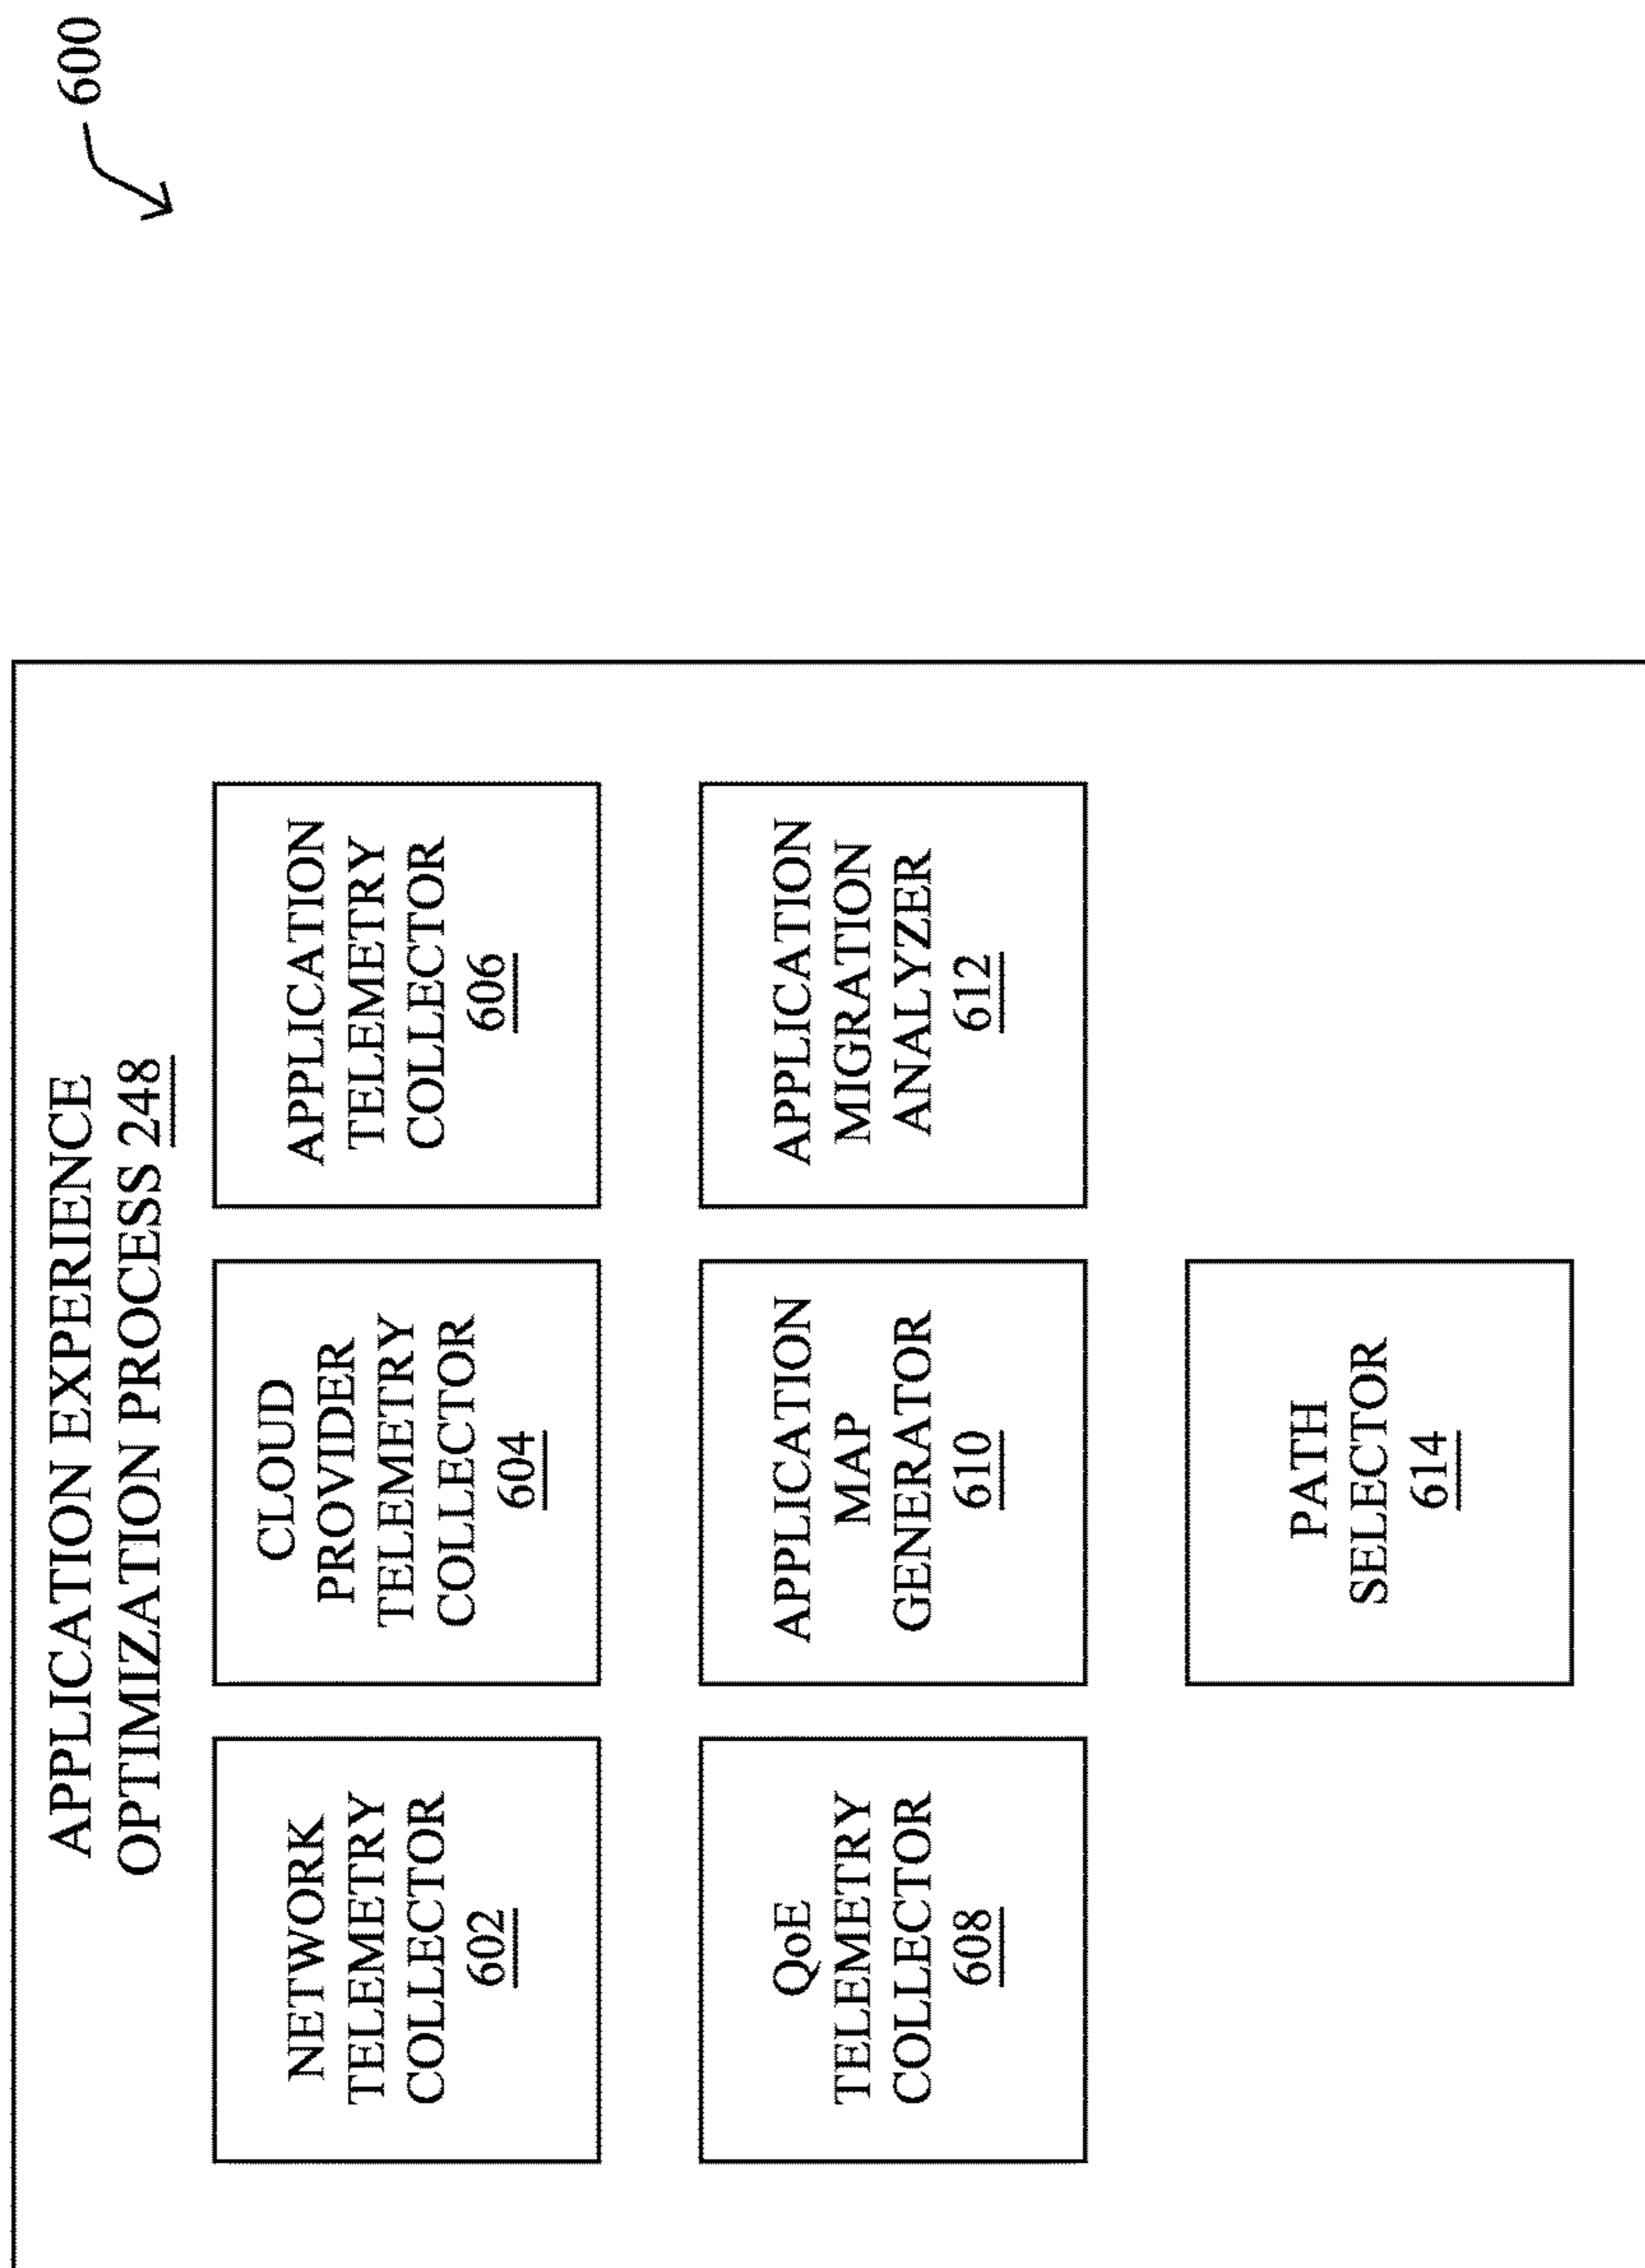 600
APPLICATION EXPERIENCE
OPTIMIZATION PROCESS 248
NETWORK
TELEMETRY
COLLECTOR
602
CLOUD
PROVIDER
TELEMETRY
COLLECTOR
604
APPLICATION
TELEMETRY
COLLECTOR
606
QoE
TELEMETRY
COLLECTOR
608
APPLICATION
MAP
GENERATOR
610
APPLICATION
MIGRATION
ANALYZER
612
PATH
SELECTOR
614